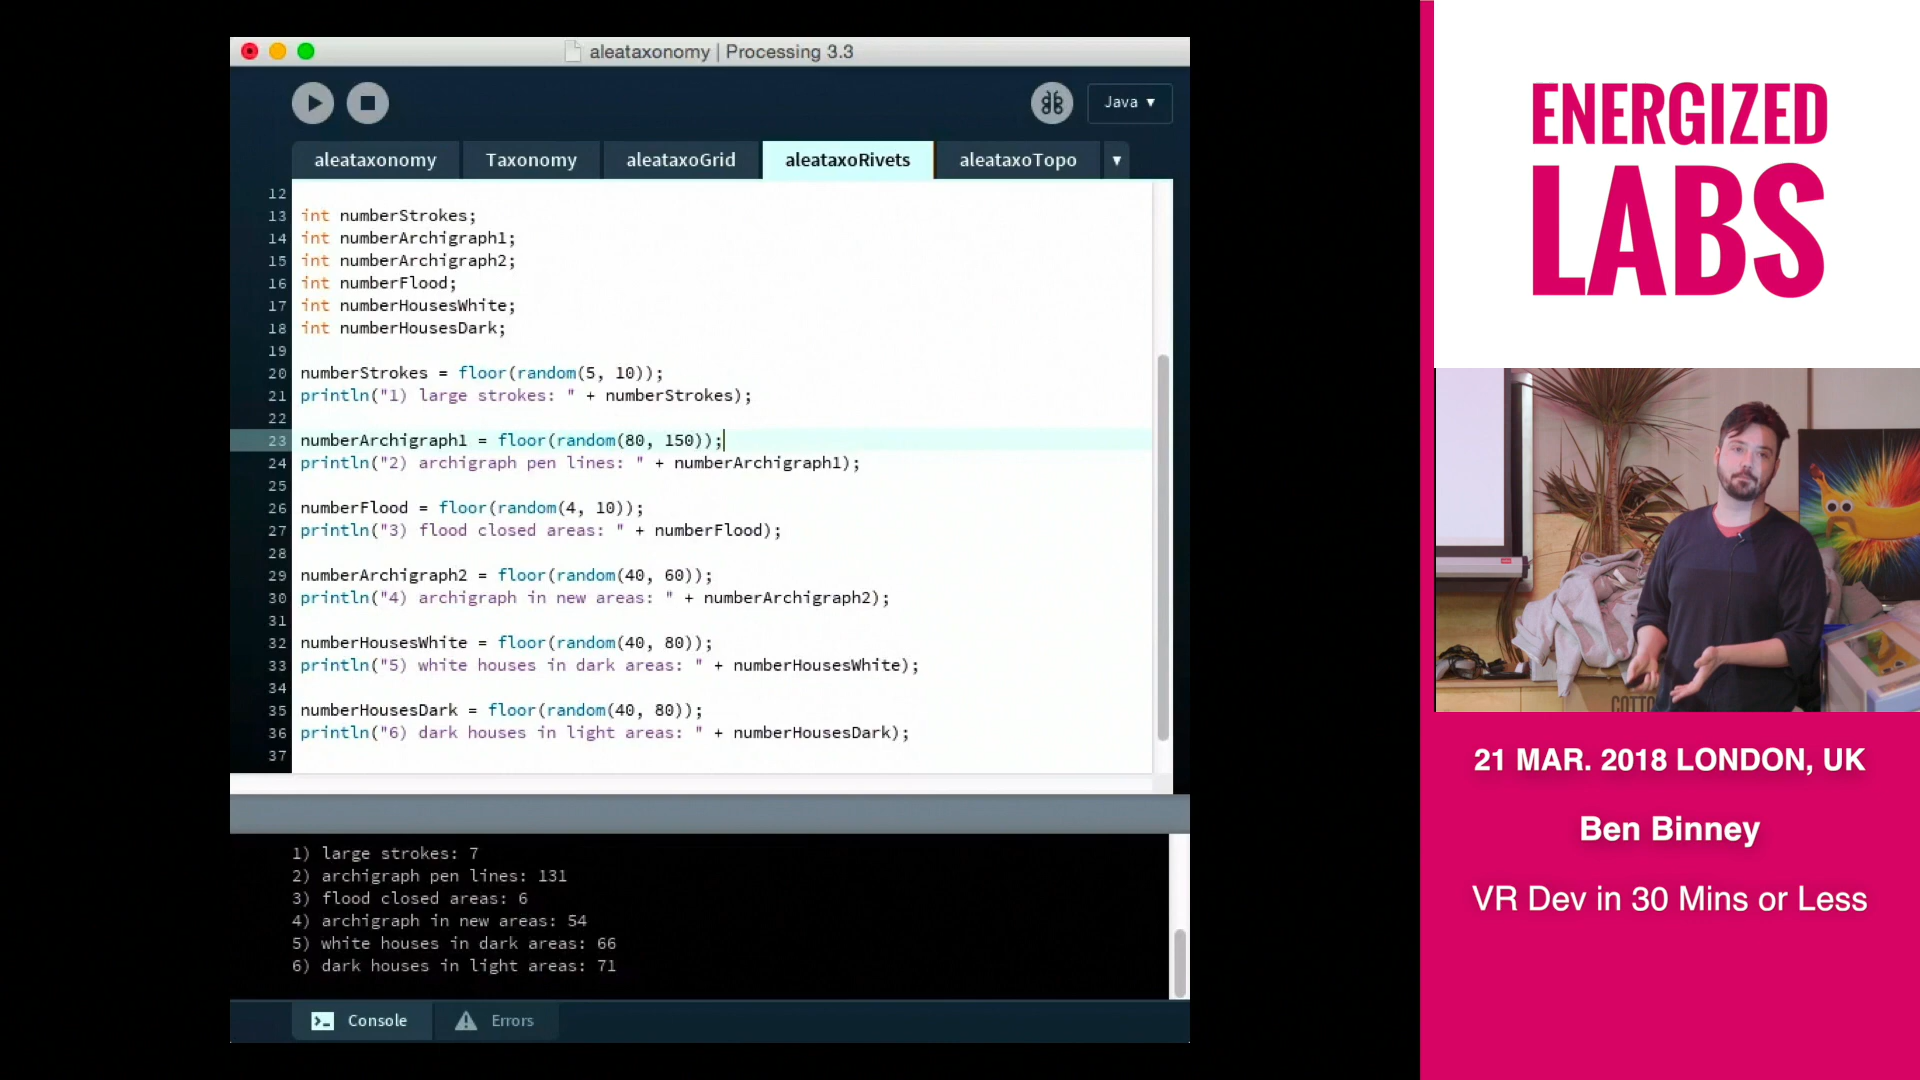 aleataxonomy | Processing 3.3
Java ▾
aleataxonomy
Taxonomy
aleataxoGrid
aleataxoRivets
aleataxoTopo
▾
12
13 int numberStrokes;
14 int numberArchigraph1;
15 int numberArchigraph2;
16 int numberFlood;
17 int numberHousesWhite;
18 int numberHousesDark;
19
20 numberStrokes = floor(random(5, 10));
21 println("1) large strokes: " + numberStrokes);
22
23 numberArchigraph1 = floor(random(80, 150));
24 println("2) archigraph pen lines: " + numberArchigraph1);
25
26 numberFlood = floor(random(4, 10));
27 println("3) flood closed areas: " + numberFlood);
28
29 numberArchigraph2 = floor(random(40, 60));
30 println("4) archigraph in new areas: " + numberArchigraph2);
31
32 numberHousesWhite = floor(random(40, 80));
33 println("5) white houses in dark areas: " + numberHousesWhite);
34
35 numberHousesDark = floor(random(40, 80));
36 println("6) dark houses in light areas: " + numberHousesDark);
37
1) large strokes: 7
2) archigraph pen lines: 131
3) flood closed areas: 6
4) archigraph in new areas: 54
5) white houses in dark areas: 66
6) dark houses in light areas: 71
Console
Errors
ENERGIZED
LABS
21 MAR. 2018 LONDON, UK
Ben Binney
VR Dev in 30 Mins or Less